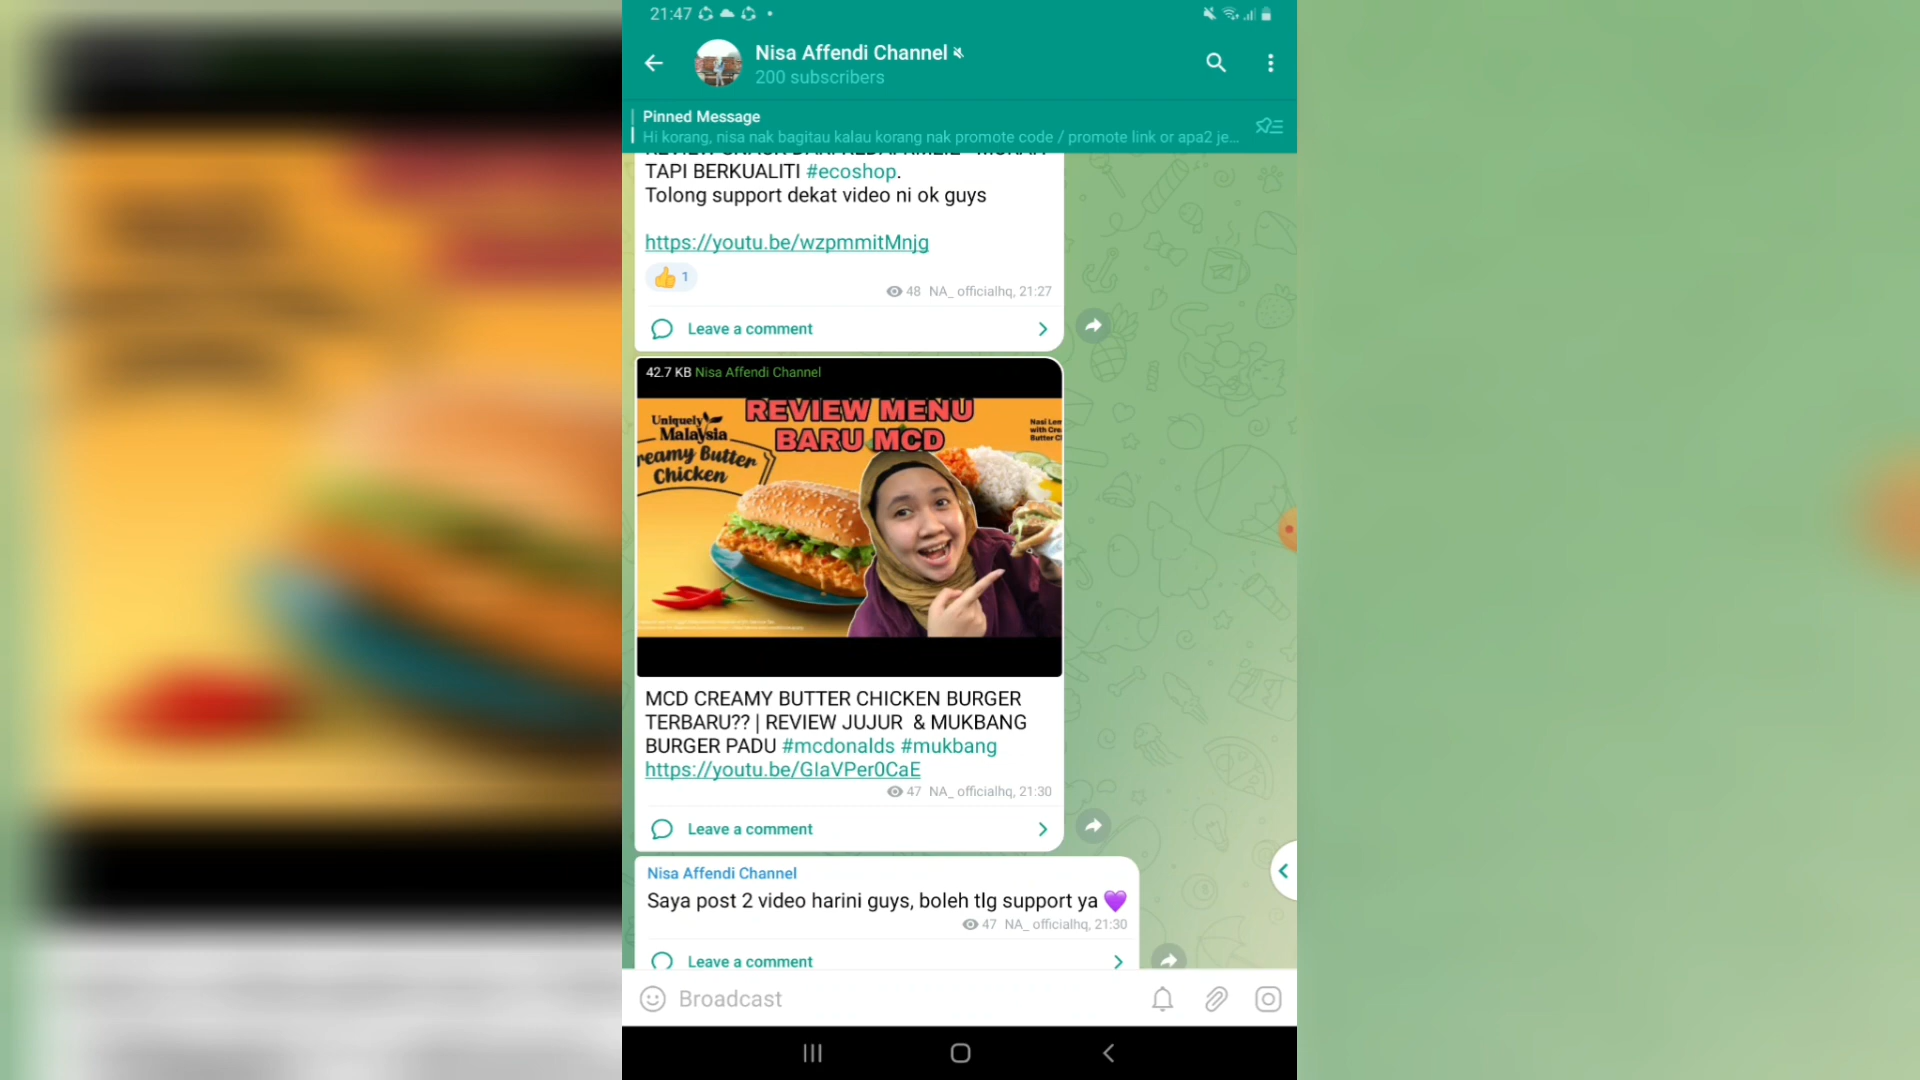 21:47
Nisa Affendi Channel
200 subscribers
Pinned Message
Hi korang, nisa nak bagitau kalau korang nak promote code / promote link or apa2 je...
TAPI BERKUALITI #ecoshop.
Tolong support dekat video ni ok guys
https://youtu.be/wzpmmitMnjg
👍 1
48 NA_ officialhq, 21:27
Leave a comment
42.7 KB Nisa Affendi Channel
REVIEW MENU
BARU MCD
Uniquely
Malaysia
reamy Butter
Chicken
Nasi Lem
with Cre
Butter Ch
MCD CREAMY BUTTER CHICKEN BURGER
TERBARU?? | REVIEW JUJUR & MUKBANG
BURGER PADU #mcdonalds #mukbang
https://youtu.be/GIaVPer0CaE
47 NA_ officialhq, 21:30
Leave a comment
Nisa Affendi Channel
Saya post 2 video harini guys, boleh tlg support ya 💜
47 NA_ officialhq, 21:30
Leave a comment
Broadcast